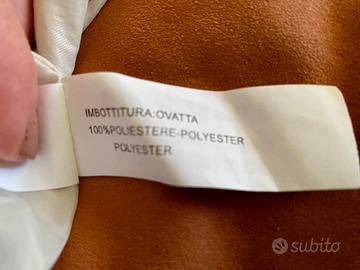 IMBOTTITURA:OVATTA
100%POLIESTERE-POLYESTER
POLYESTER
subito